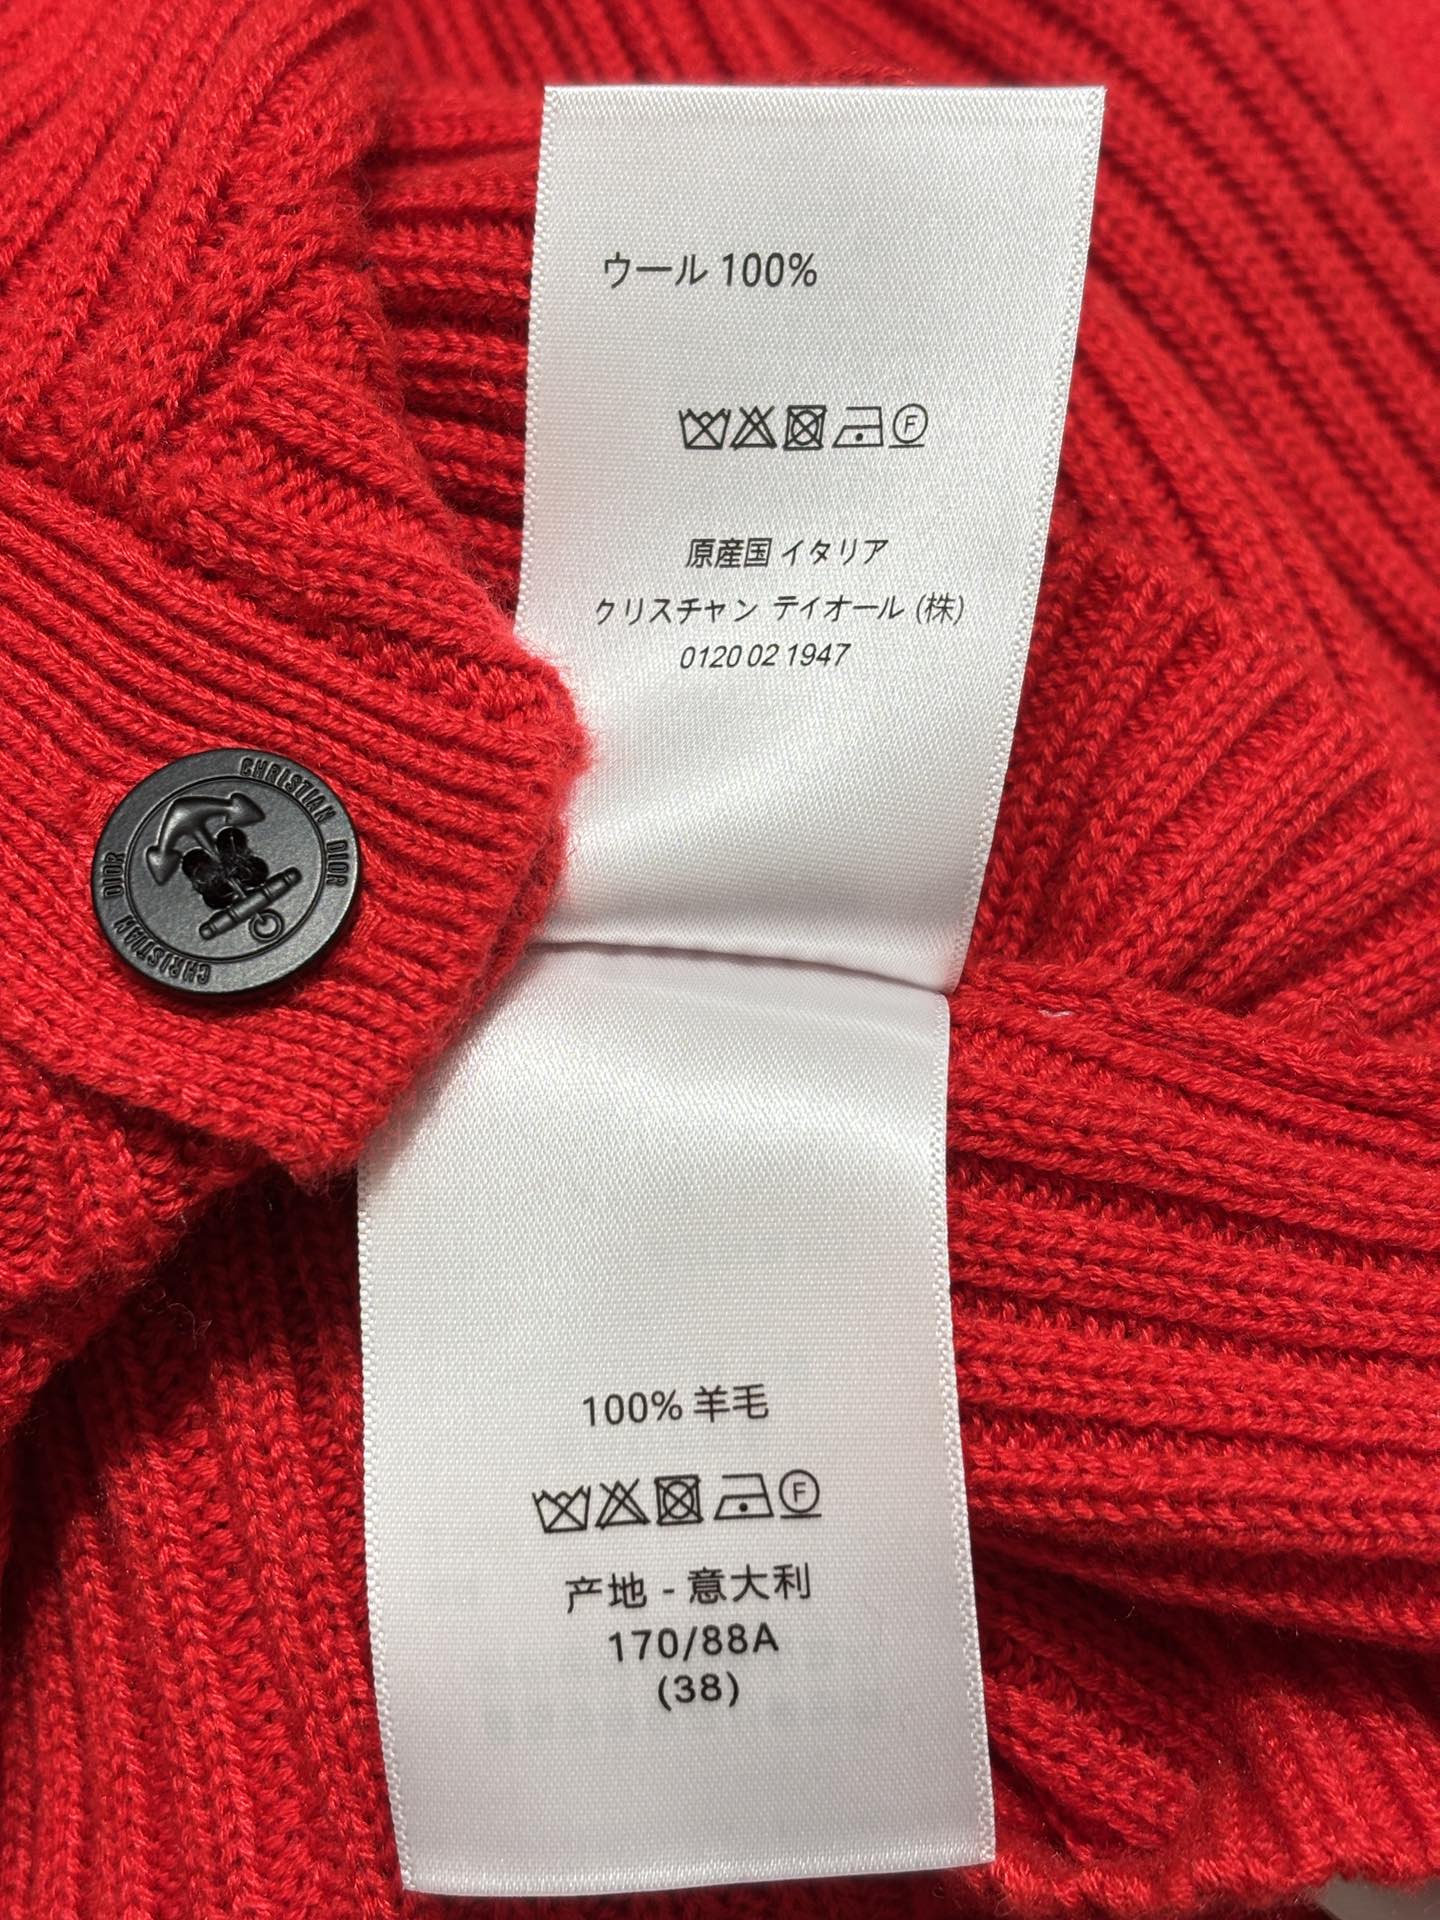 ウール 100%
F
原産国 イタリア
クリスチャン テイオール (株)
0120 02 1947
CHRISTIAN DIOR
CHRISTIAN DIOR
100% 羊毛
F
产地 - 意大利
170/88A
(38)